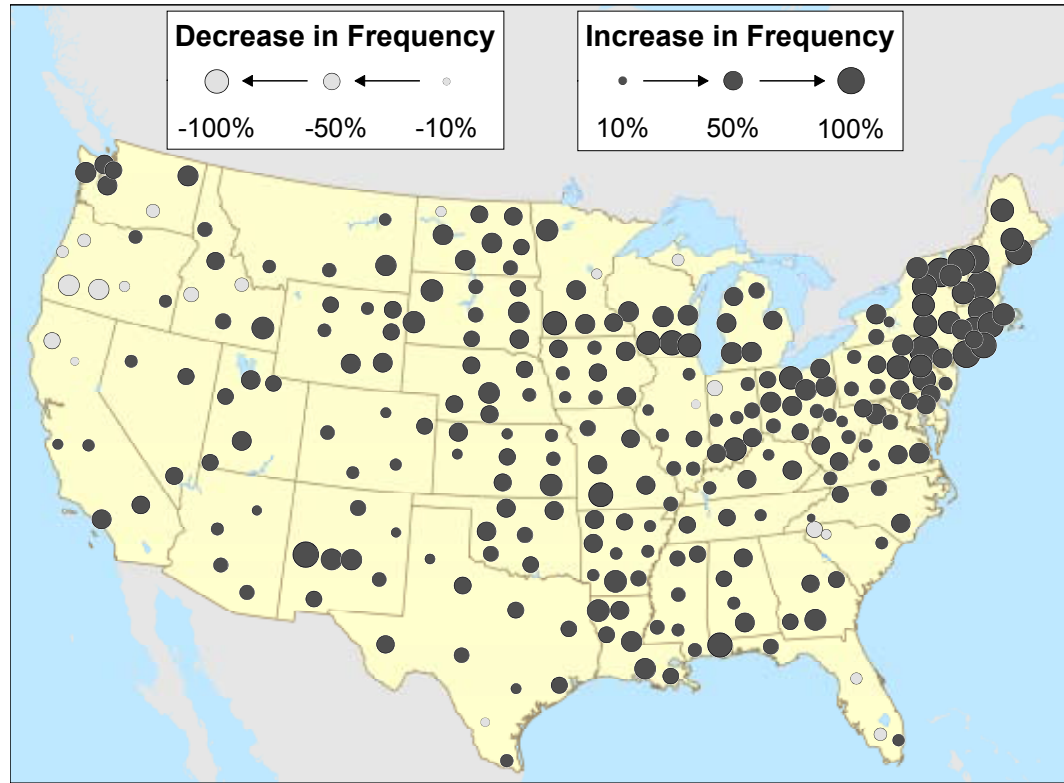 Decrease in Frequency
-100% -50% -10%
Increase in Frequency
10% 50% 100%